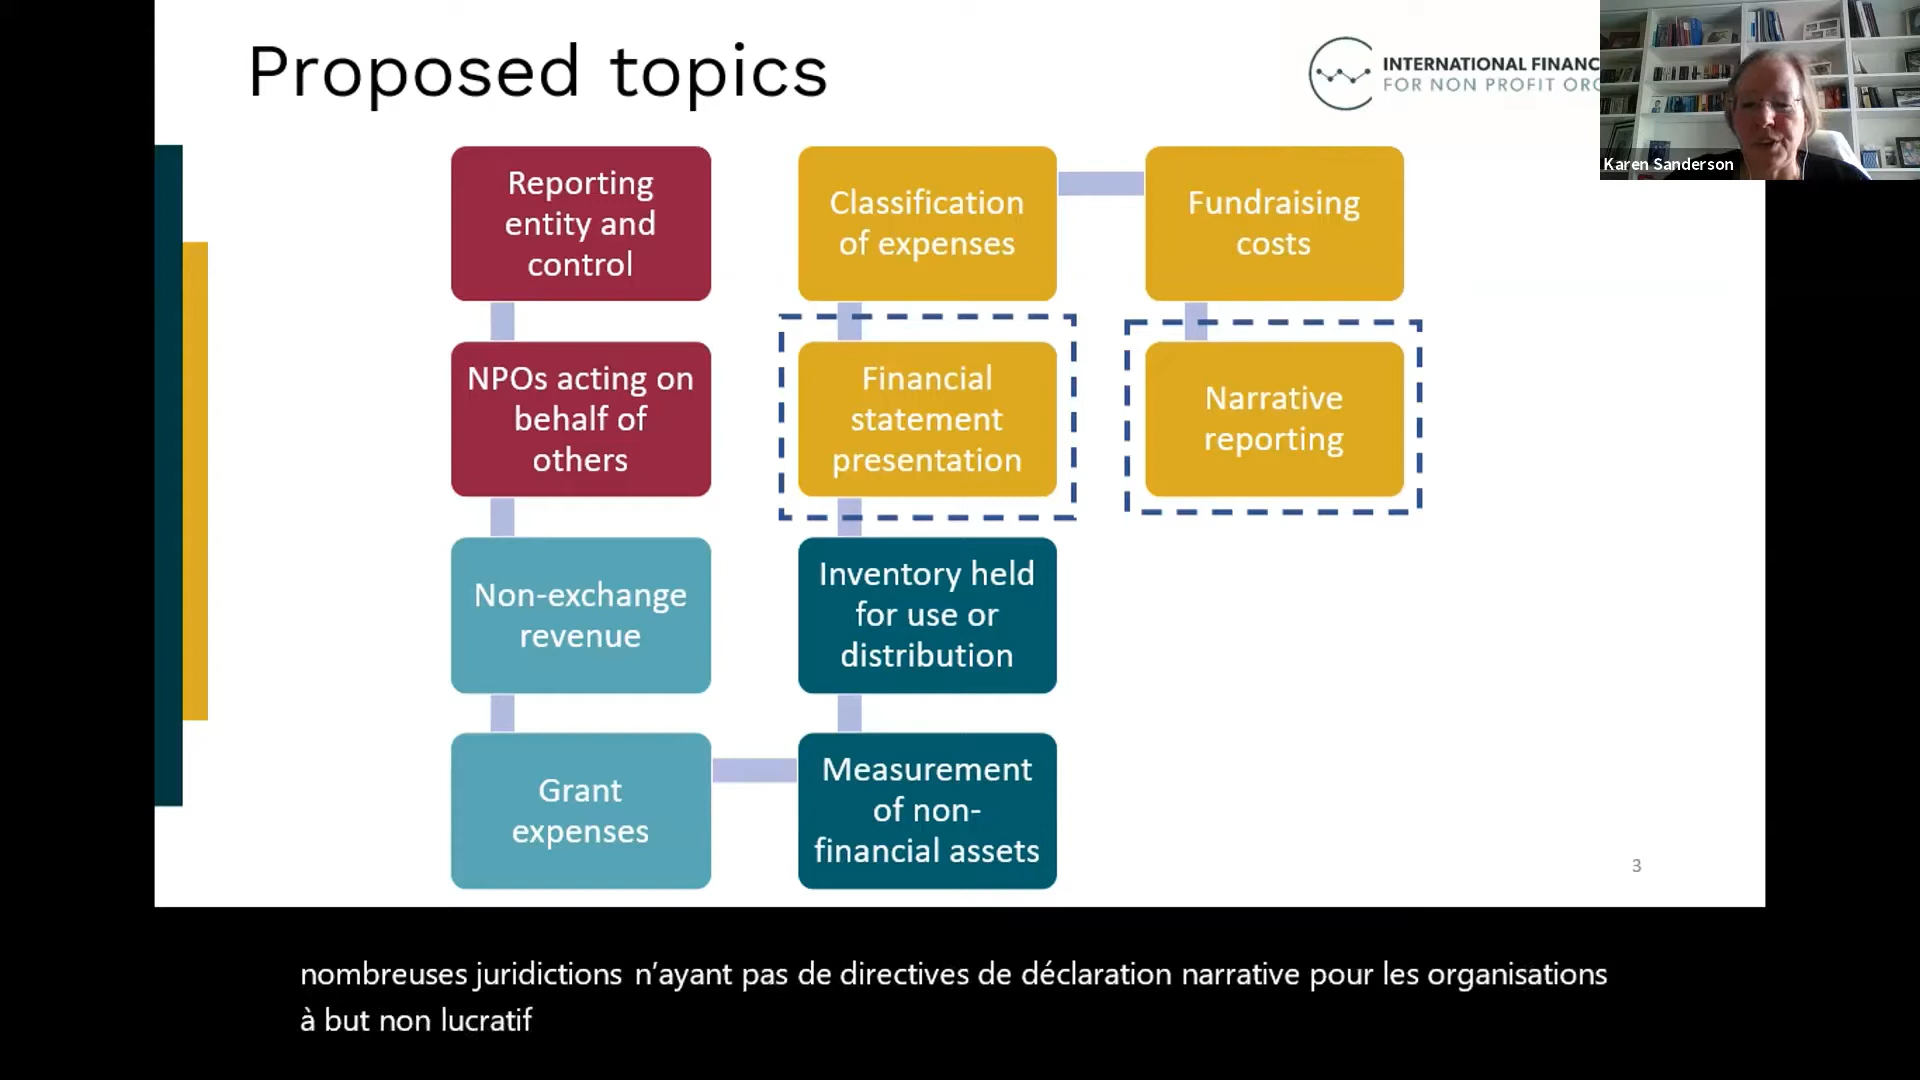 Proposed topics
INTERNATIONAL FINANC
FOR NON PROFIT ORG
Karen Sanderson
Reporting
entity and
control
NPOs acting on
behalf of
others
Non-exchange
revenue
Grant
expenses
Classification
of expenses
Financial
statement
presentation
Inventory held
for use or
distribution
Measurement
of non-
financial assets
Fundraising
costs
Narrative
reporting
3
nombreuses juridictions n’ayant pas de directives de déclaration narrative pour les organisations
à but non lucratif